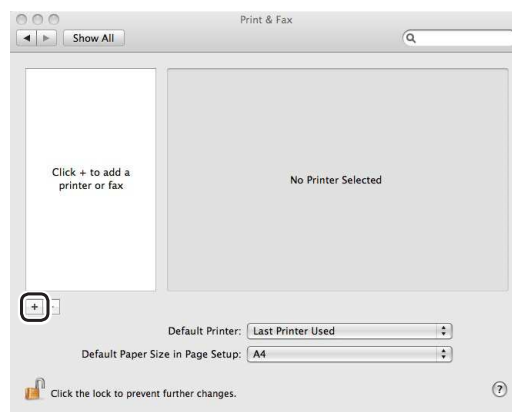 Print & Fax
Show All
Click + to add a
printer or fax
No Printer Selected
+ -
Default Printer: Last Printer Used
Default Paper Size in Page Setup: A4
Click the lock to prevent further changes.
?